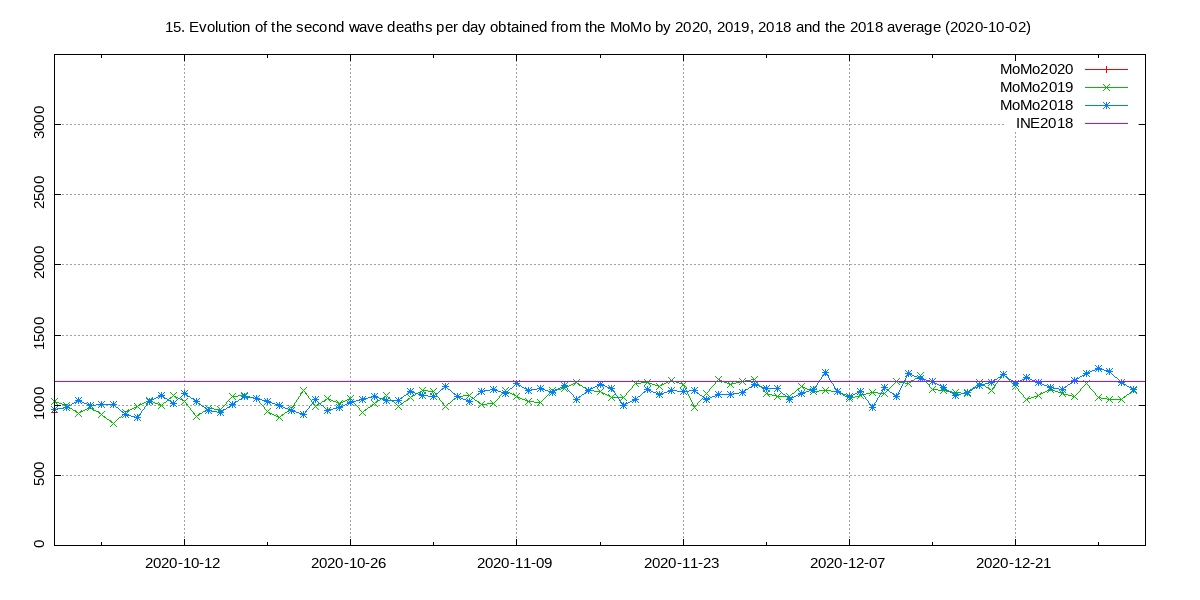 15. Evolution of the second wave deaths per day obtained from the MoMo by 2020, 2019, 2018 and the 2018 average (2020-10-02)
MoMo2020
MoMo2019
MoMo2018
INE2018
3000
2500
2000
1500
1000
500
0
2020-10-12 2020-10-26 2020-11-09 2020-11-23 2020-12-07 2020-12-21